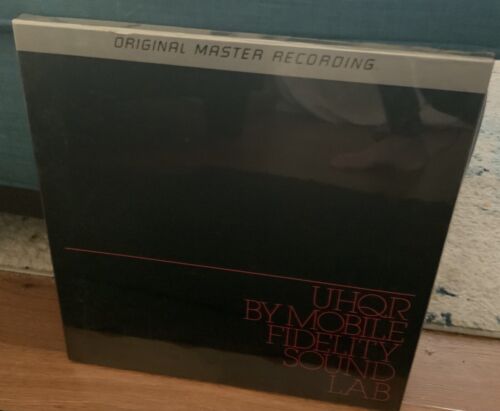 ORIGINAL MASTER RECORDING
UHQR
BY MOBILE
FIDELITY
SOUND
LAB